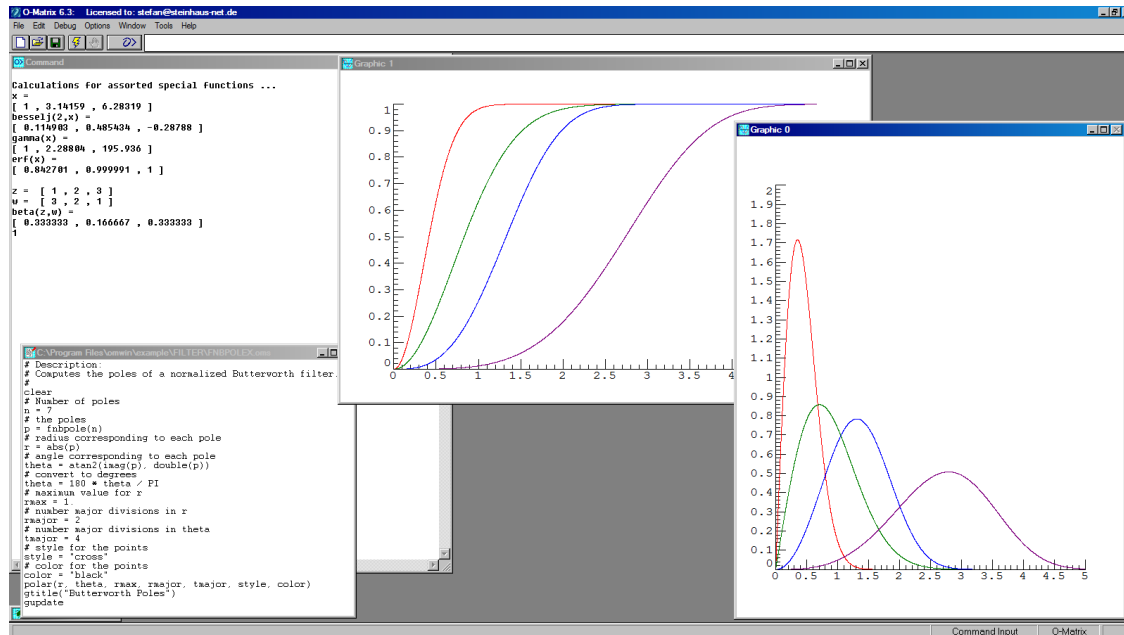 O-Matrix 6.3: Licensed to: stefan@steinhaus-net.de
File Edit Debug Options Window Tools Help
O>
Command
Calculations for assorted special functions ...
x =
[ 1 , 3.14159 , 6.28319 ]
besselj(2,x) =
[ 0.114903 , 0.485434 , -0.28788 ]
gamma(x) =
[ 1 , 2.28804 , 195.936 ]
erf(x) =
[ 0.842701 , 0.999991 , 1 ]
z = [ 1 , 2 , 3 ]
w = [ 3 , 2 , 1 ]
beta(z,w) =
[ 0.333333 , 0.166667 , 0.333333 ]
1
Graphic 1
1
0.9
0.8
0.7
0.6
0.5
0.4
0.3
0.2
0.1
0
0 0.5 1 1.5 2 2.5 3 3.5 4
Graphic 0
2
1.9
1.8
1.7
1.6
1.5
1.4
1.3
1.2
1.1
1
0.9
0.8
0.7
0.6
0.5
0.4
0.3
0.2
0.1
0
0 0.5 1 1.5 2 2.5 3 3.5 4 4.5 5
C:\Program Files\omwin\example\FILTER\FNBPOLEX.oms
# Description:
# Computes the poles of a normalized Butterworth filter.
#
clear
# Number of poles
n = 7
# the poles
p = fnbpole(n)
# radius corresponding to each pole
r = abs(p)
# angle corresponding to each pole
theta = atan2(imag(p), double(p))
# convert to degrees
theta = 180 * theta / PI
# maximum value for r
rmax = 1.
# number major divisions in r
rmajor = 2
# number major divisions in theta
tmajor = 4
# style for the points
style = "cross"
# color for the points
color = "black"
polar(r, theta, rmax, rmajor, tmajor, style, color)
gtitle("Butterworth Poles")
gupdate
Command Input O-Matrix